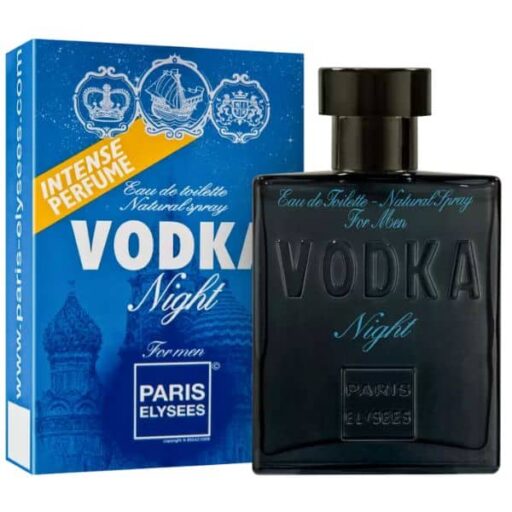 www.paris-elysees.com
INTENSE
PERFUME
Eau de toilette
Natural spray
VODKA
Night
For men
PARIS
ELYSEES
Eau de Toilette - Natural Spray
For Men
VODKA
Night
PARIS
ELYSEES